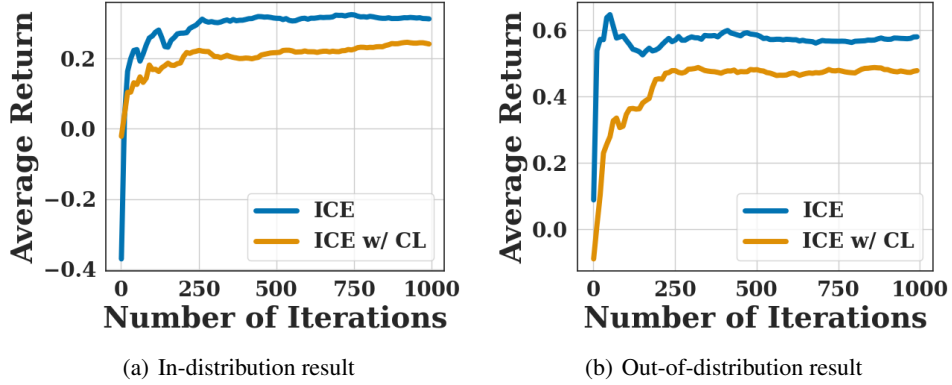 Average Return
0.2
0.0
−0.2
−0.4
ICE
ICE w/ CL
0 250 500 750 1000
Number of Iterations
(a) In-distribution result
Average Return
0.6
0.4
0.2
0.0
ICE
ICE w/ CL
0 250 500 750 1000
Number of Iterations
(b) Out-of-distribution result